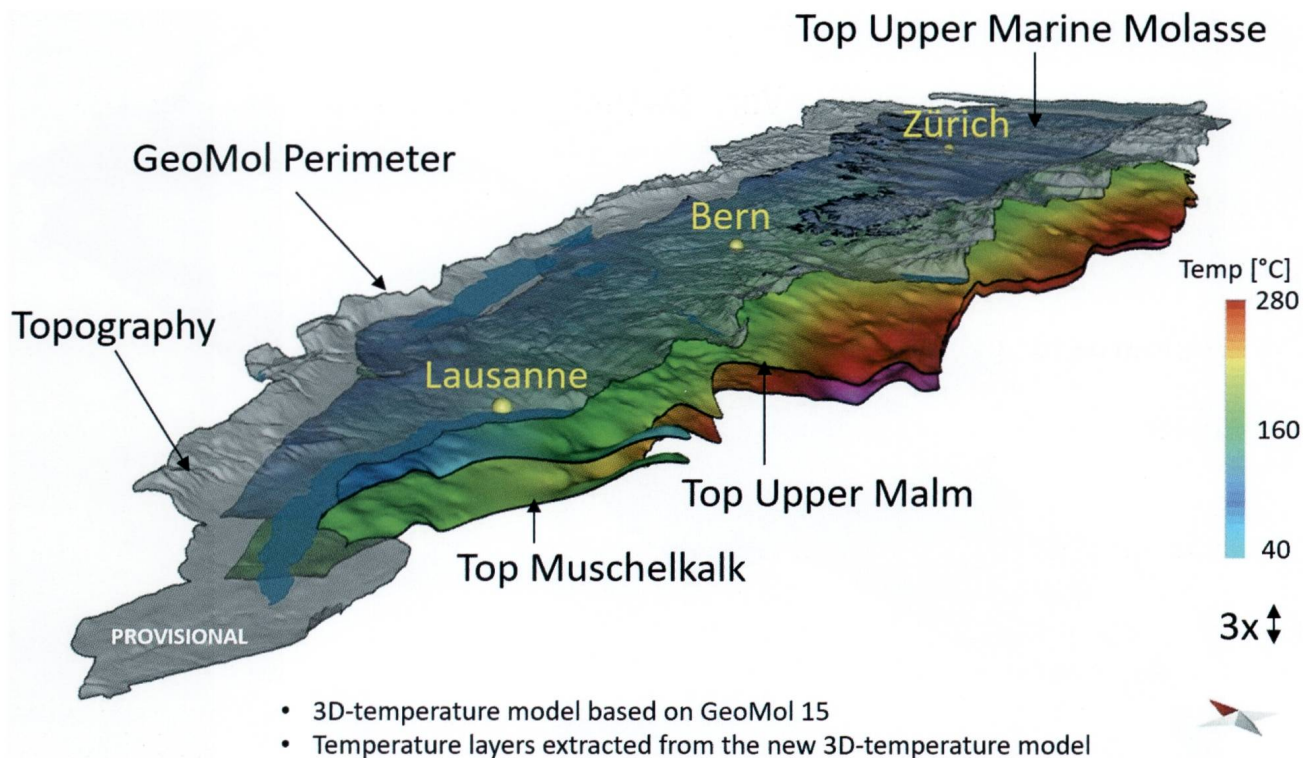 Top Upper Marine Molasse
Zürich
GeoMol Perimeter
Bern
Temp [°C]
280
Topography
Lausanne
160
Top Upper Malm
40
Top Muschelkalk
3x
PROVISIONAL
• 3D-temperature model based on GeoMol 15
• Temperature layers extracted from the new 3D-temperature model